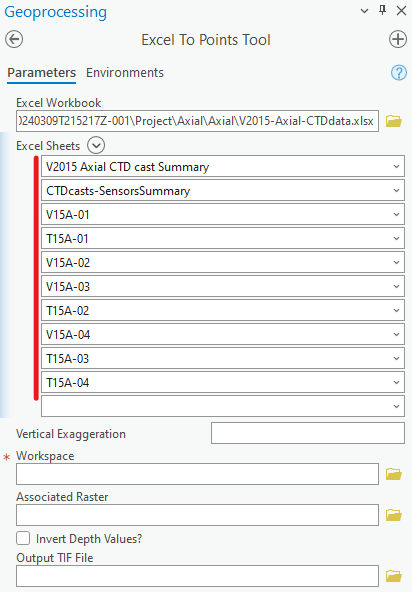 Geoprocessing
Excel To Points Tool
Parameters Environments
Excel Workbook
0240309T215217Z-001\Project\Axial\Axial\V2015-Axial-CTDdata.xlsx
Excel Sheets
V2015 Axial CTD cast Summary
CTDcasts-SensorsSummary
V15A-01
T15A-01
V15A-02
V15A-03
T15A-02
V15A-04
T15A-03
T15A-04
Vertical Exaggeration
* Workspace
Associated Raster
Invert Depth Values?
Output TIF File